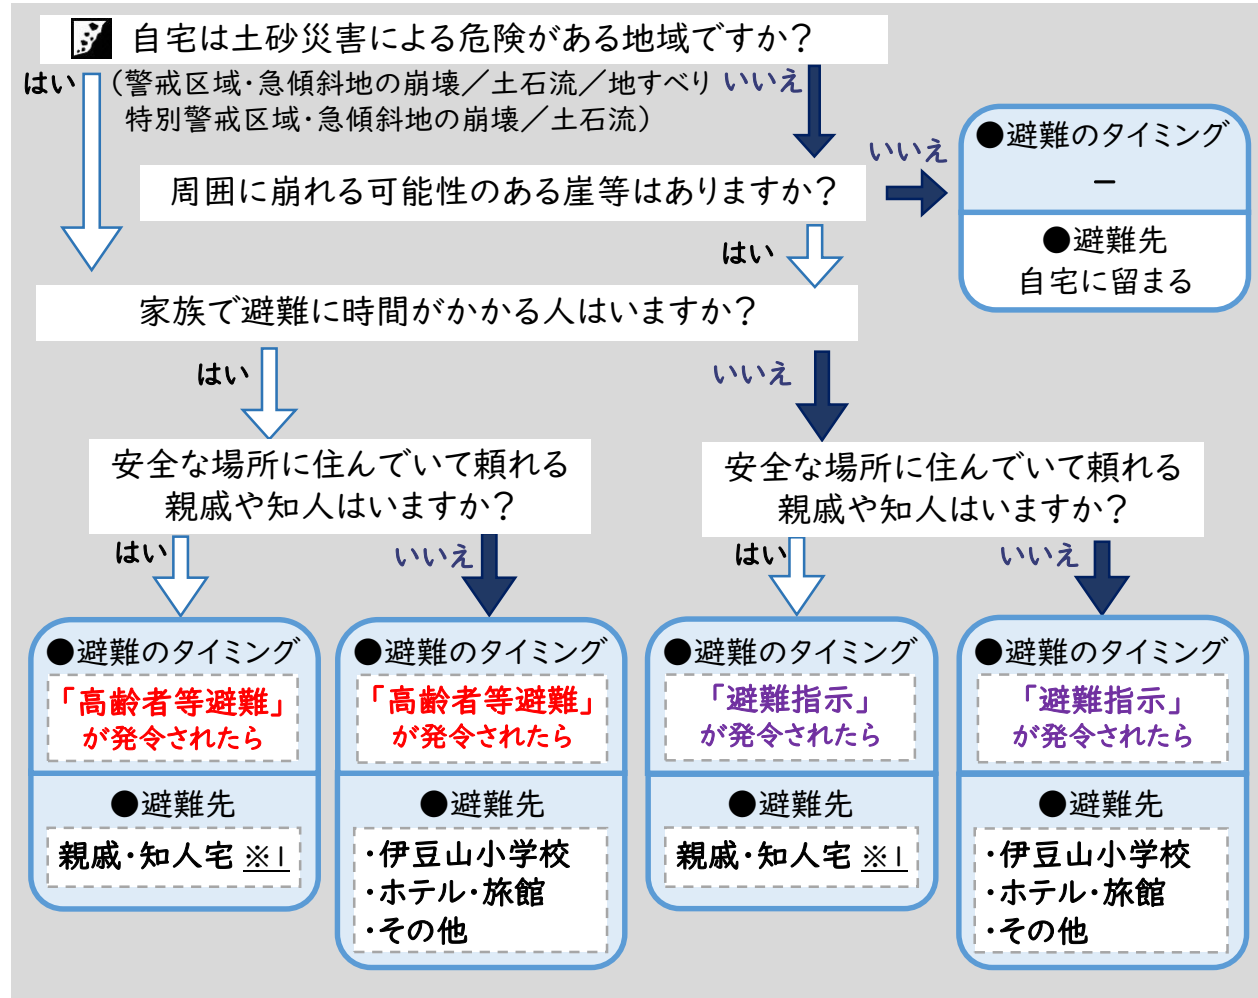 自宅は土砂災害による危険がある地域ですか？
はい
（警戒区域・急傾斜地の崩壊／土石流／地すべり
特別警戒区域・急傾斜地の崩壊／土石流）
いいえ
周囲に崩れる可能性のある崖等はありますか？
いいえ
●避難のタイミング
－
●避難先
自宅に留まる
はい
家族で避難に時間がかかる人はいますか？
はい
いいえ
安全な場所に住んでいて頼れる
親戚や知人はいますか？
安全な場所に住んでいて頼れる
親戚や知人はいますか？
はい
いいえ
はい
いいえ
●避難のタイミング
「高齢者等避難」
が発令されたら
●避難先
親戚・知人宅 ※１
●避難のタイミング
「高齢者等避難」
が発令されたら
●避難先
・伊豆山小学校
・ホテル・旅館
・その他
●避難のタイミング
「避難指示」
が発令されたら
●避難先
親戚・知人宅 ※１
●避難のタイミング
「避難指示」
が発令されたら
●避難先
・伊豆山小学校
・ホテル・旅館
・その他